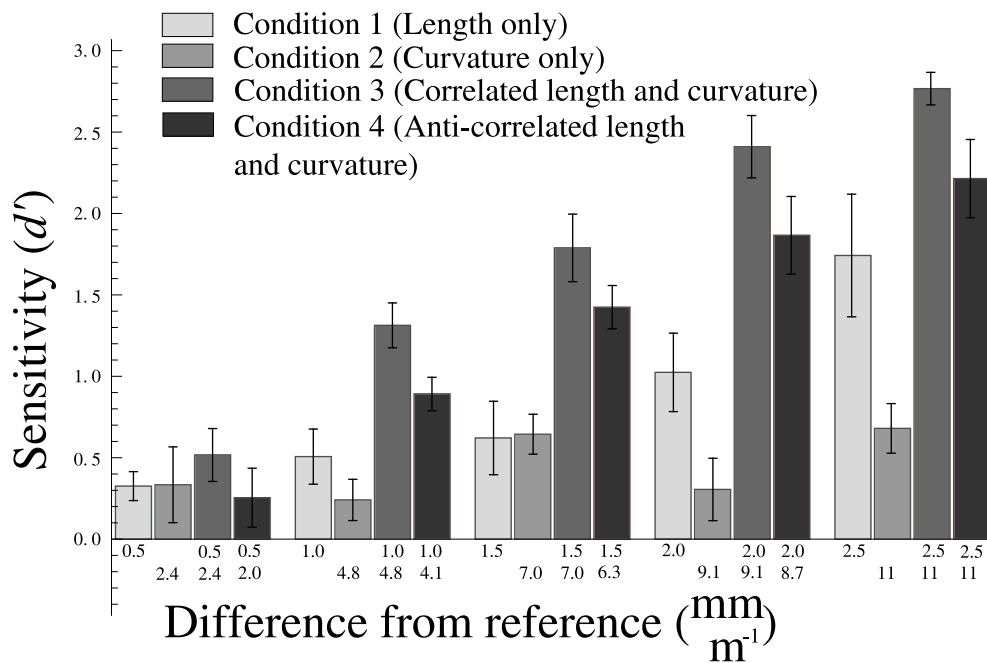 Condition 1 (Length only)
Condition 2 (Curvature only)
Condition 3 (Correlated length and curvature)
Condition 4 (Anti-correlated length
and curvature)
Sensitivity (d')
3.0
2.5
2.0
1.5
1.0
0.5
0.0
0.5 0.5 0.5 1.0 1.0 1.0 1.5 1.5 1.5 2.0 2.0 2.0 2.5 2.5 2.5
2.4 2.4 2.0 4.8 4.8 4.1 7.0 7.0 6.3 9.1 9.1 8.7 11 11 11
Difference from reference (mm
m⁻¹)